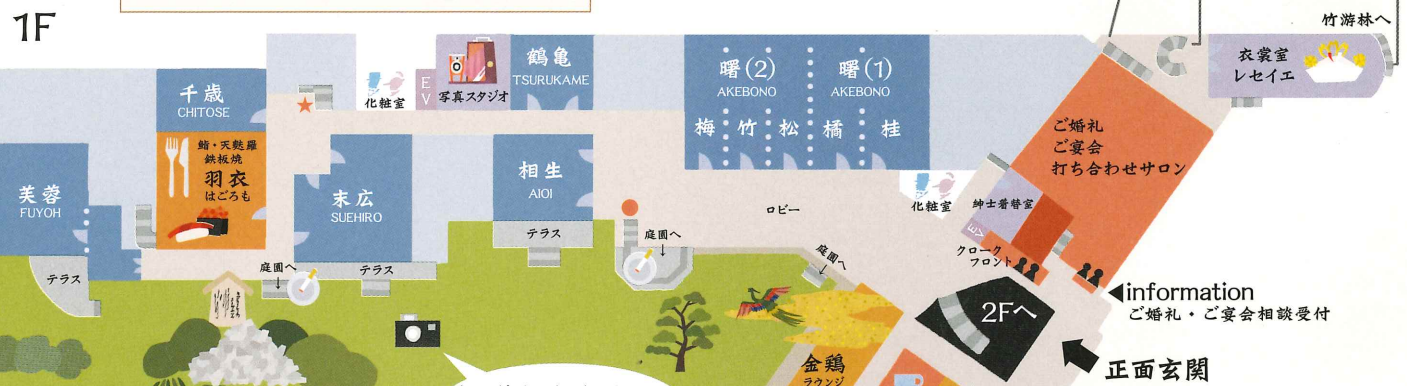 1F
竹游林へ
千歳
CHITOSE
化粧室
EV
写真スタジオ
鶴亀
TSURUKAME
曙(2)
AKEBONO
曙(1)
AKEBONO
梅
竹
松
橘
桂
衣裳室
レセイエ
ご婚礼
ご宴会
打ち合わせサロン
鮨・天麩羅
鉄板焼
羽衣
はごろも
芙蓉
FUYOH
末広
SUEHIRO
相生
AIOI
テラス
ロビー
化粧室
紳士着替室
EV
クローク
フロント
庭園へ
テラス
庭園へ
庭園へ
テラス
information
ご婚礼・ご宴会相談受付
2Fへ
正面玄関
金鶏
ラウンジ